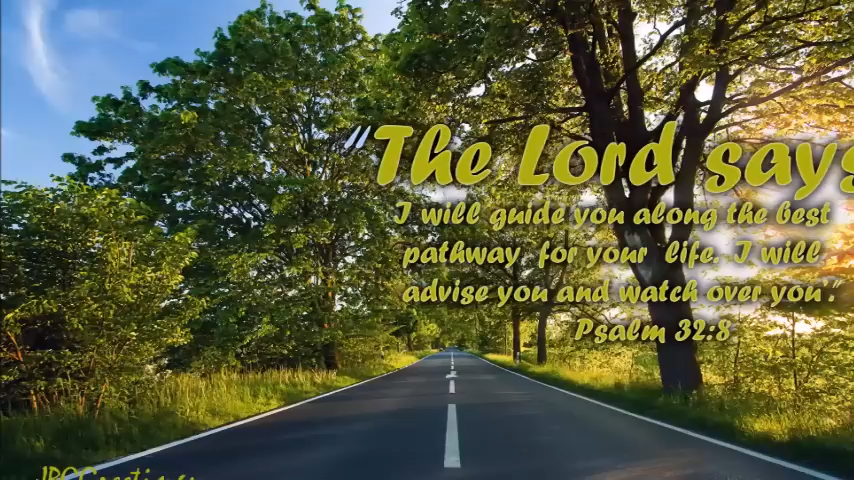 "The Lord says
I will guide you along the best
pathway for your life. I will
advise you and watch over you'."
Psalm 32:8